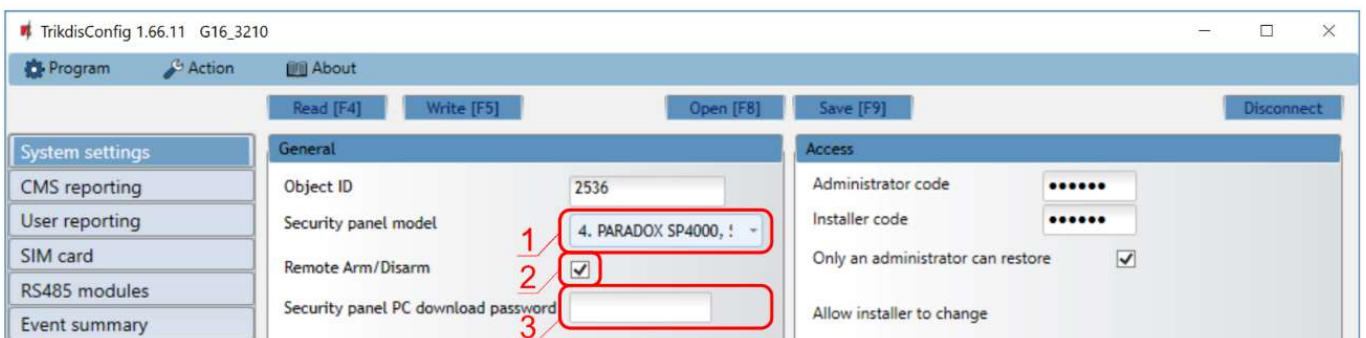 TrikdisConfig 1.66.11 G16_3210
Program Action About
Read [F4] Write [F5] Open [F8] Save [F9] Disconnect
System settings
CMS reporting
User reporting
SIM card
RS485 modules
Event summary
General
Object ID 2536
Security panel model 1 4. PARADOX SP4000,
Remote Arm/Disarm 2
Security panel PC download password 3
Access
Administrator code ••••••
Installer code ••••••
Only an administrator can restore
Allow installer to change